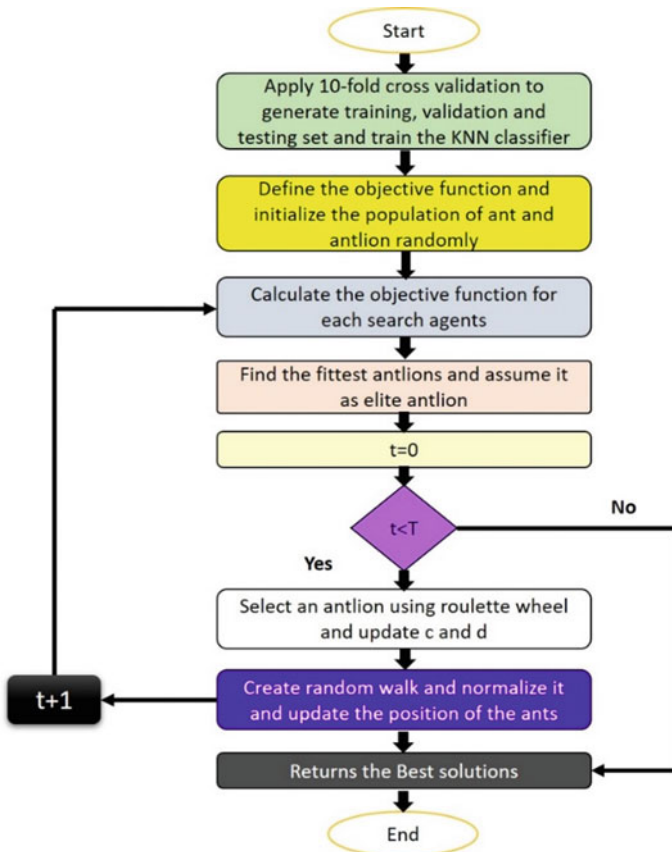 Start
Apply 10-fold cross validation to
generate training, validation and
testing set and train the KNN classifier
Define the objective function and
initialize the population of ant and
antlion randomly
Calculate the objective function for
each search agents
Find the fittest antlions and assume it
as elite antlion
t=0
t<T
No
Yes
Select an antlion using roulette wheel
and update c and d
Create random walk and normalize it
and update the position of the ants
t+1
Returns the Best solutions
End